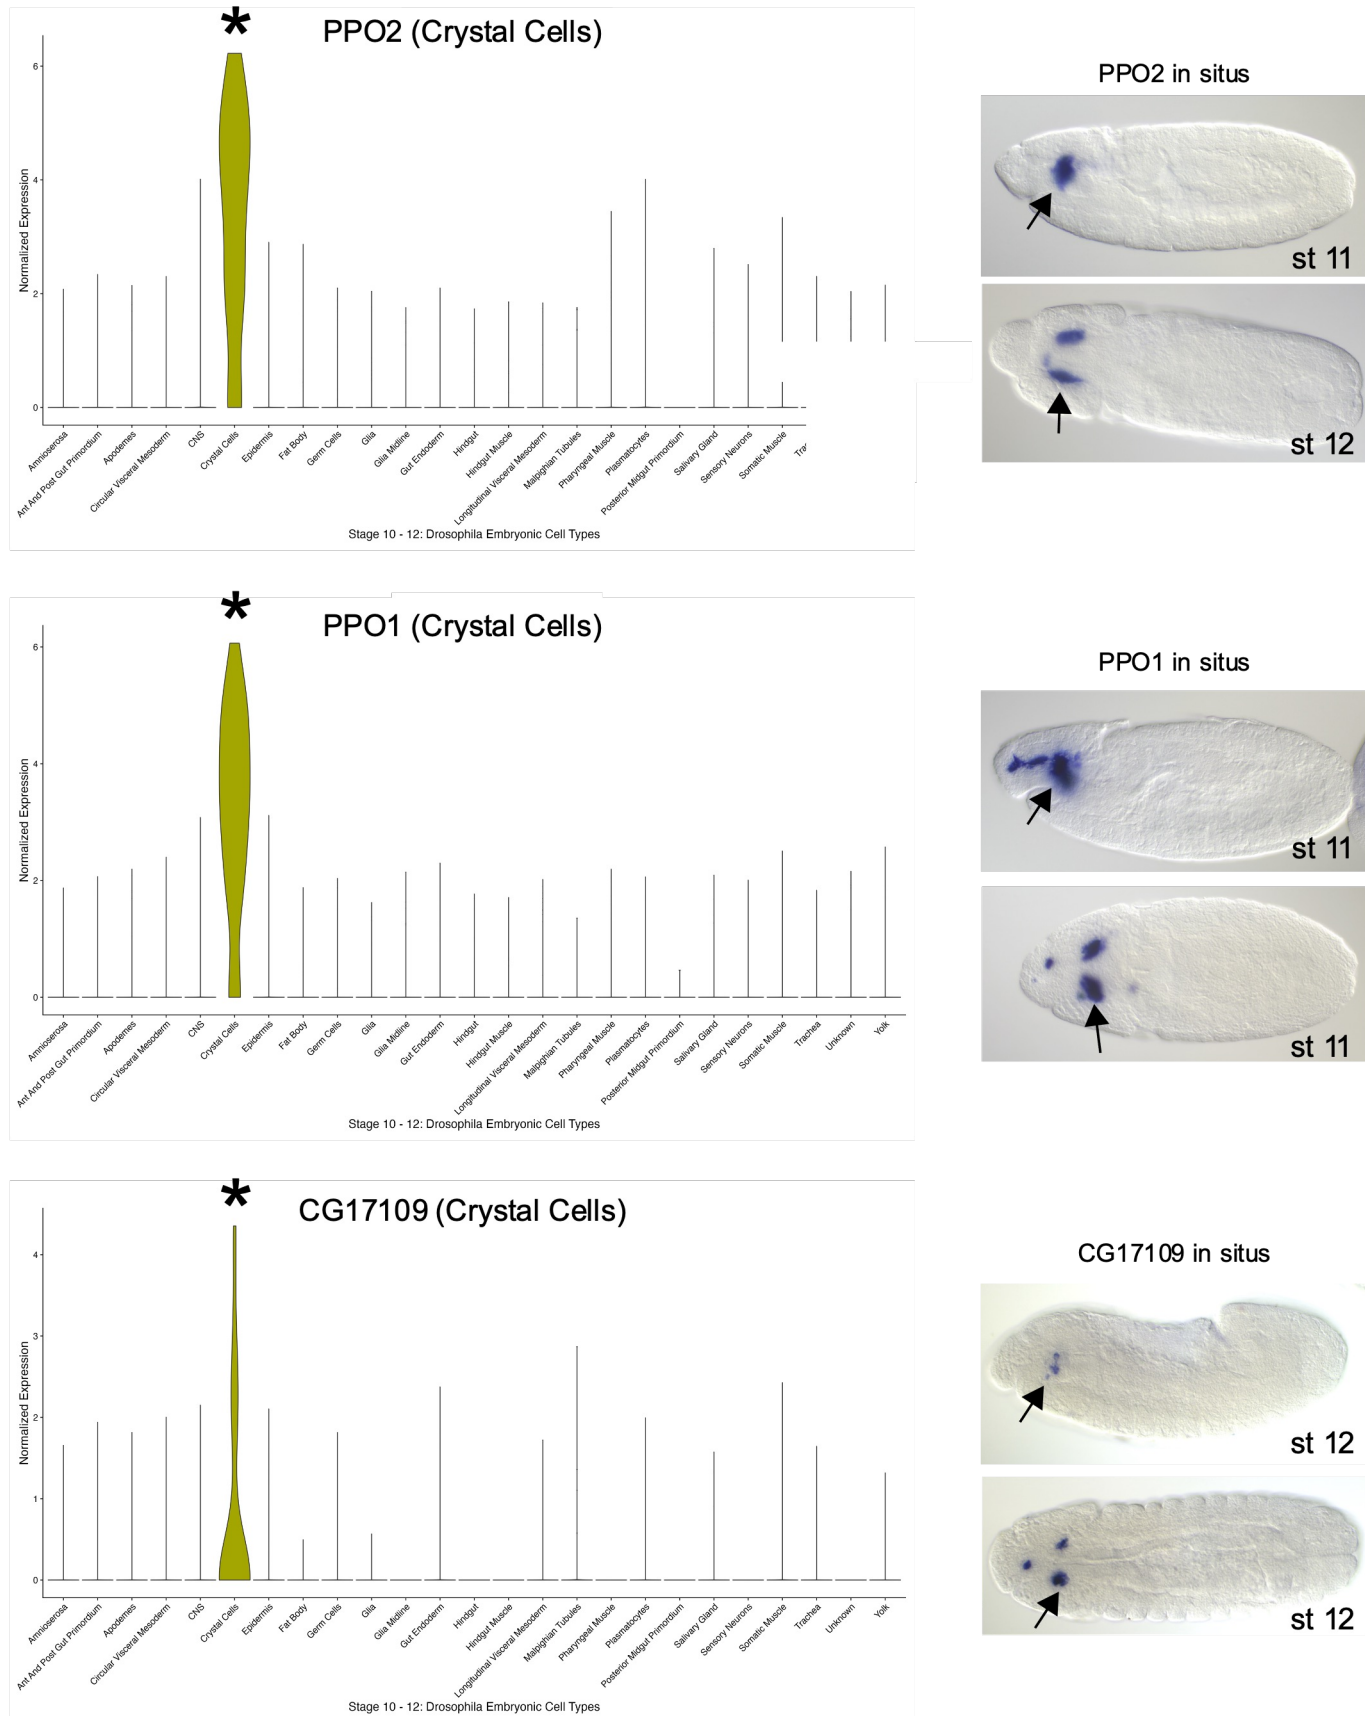 *
PPO2 (Crystal Cells)
Normalized Expression
6
4
2
0
Amnioserosa
Ant And Post Gut Primordium
Apodemes
Circular Visceral Mesoderm
CNS
Crystal Cells
Epidermis
Fat Body
Germ Cells
Glia
Glia Midline
Gut Endoderm
Hindgut
Hindgut Muscle
Longitudinal Visceral Mesoderm
Malpighian Tubules
Pharyngeal Muscle
Plasmatocytes
Posterior Midgut Primordium
Salivary Gland
Sensory Neurons
Somatic Muscle
Stage 10 - 12: Drosophila Embryonic Cell Types
PPO2 in situs
st 11
st 12
*
PPO1 (Crystal Cells)
Normalized Expression
6
4
2
0
Amnioserosa
Ant And Post Gut Primordium
Apodemes
Circular Visceral Mesoderm
CNS
Crystal Cells
Epidermis
Fat Body
Germ Cells
Glia
Glia Midline
Gut Endoderm
Hindgut
Hindgut Muscle
Longitudinal Visceral Mesoderm
Malpighian Tubules
Pharyngeal Muscle
Plasmatocytes
Posterior Midgut Primordium
Salivary Gland
Sensory Neurons
Somatic Muscle
Trachea
Unknown
Yolk
Stage 10 - 12: Drosophila Embryonic Cell Types
PPO1 in situs
st 11
st 11
*
CG17109 (Crystal Cells)
Normalized Expression
4
3
2
1
0
Amnioserosa
Ant And Post Gut Primordium
Apodemes
Circular Visceral Mesoderm
CNS
Crystal Cells
Epidermis
Fat Body
Germ Cells
Glia
Glia Midline
Gut Endoderm
Hindgut
Hindgut Muscle
Longitudinal Visceral Mesoderm
Malpighian Tubules
Pharyngeal Muscle
Plasmatocytes
Posterior Midgut Primordium
Salivary Gland
Sensory Neurons
Somatic Muscle
Trachea
Unknown
Yolk
Stage 10 - 12: Drosophila Embryonic Cell Types
CG17109 in situs
st 12
st 12